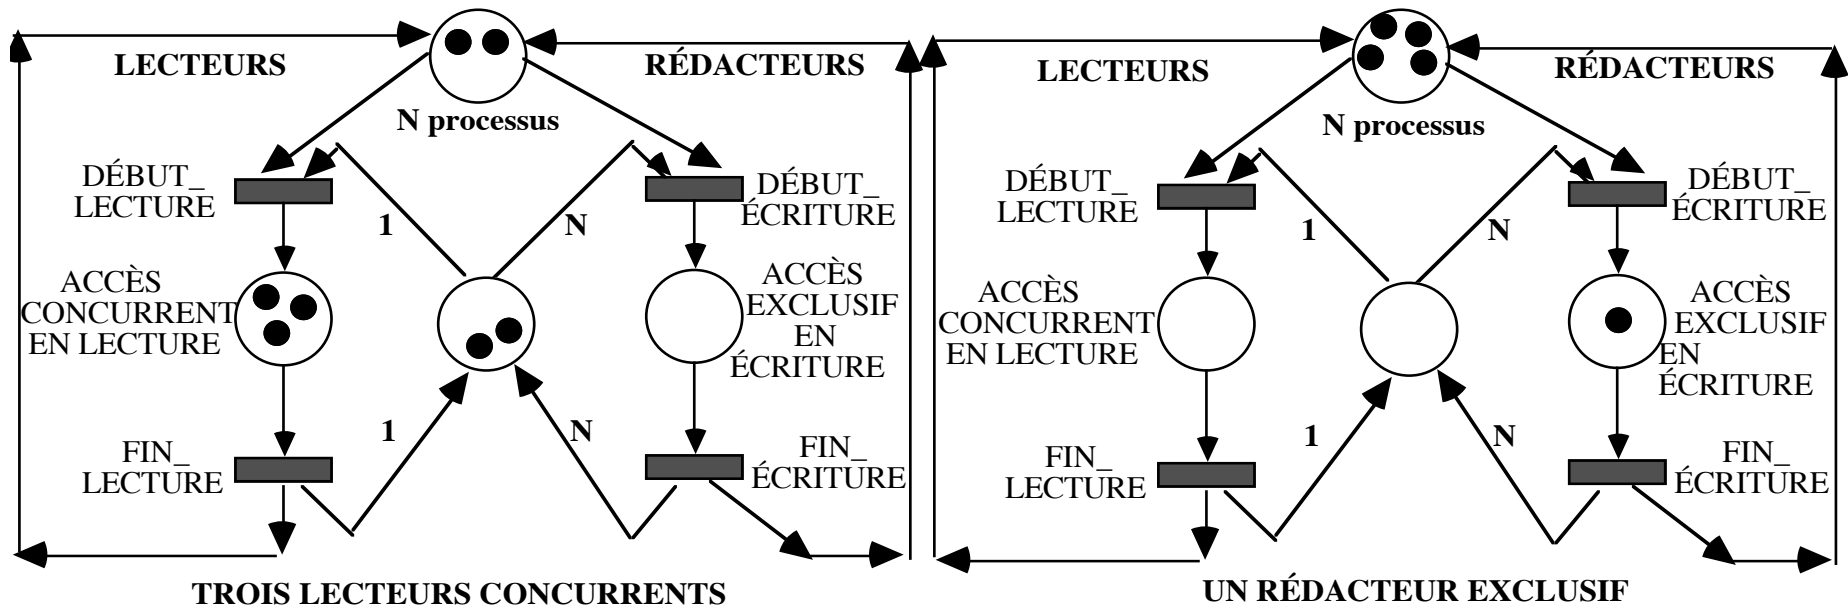 LECTEURS
RÉDACTEURS
N processus
DÉBUT_
LECTURE
DÉBUT_
ÉCRITURE
1
N
ACCÈS
CONCURRENT
EN LECTURE
ACCÈS
EXCLUSIF
EN
ÉCRITURE
1
N
FIN_
LECTURE
FIN_
ÉCRITURE
TROIS LECTEURS CONCURRENTS
LECTEURS
RÉDACTEURS
N processus
DÉBUT_
LECTURE
DÉBUT_
ÉCRITURE
1
N
ACCÈS
CONCURRENT
EN LECTURE
ACCÈS
EXCLUSIF
EN
ÉCRITURE
1
N
FIN_
LECTURE
FIN_
ÉCRITURE
UN RÉDACTEUR EXCLUSIF